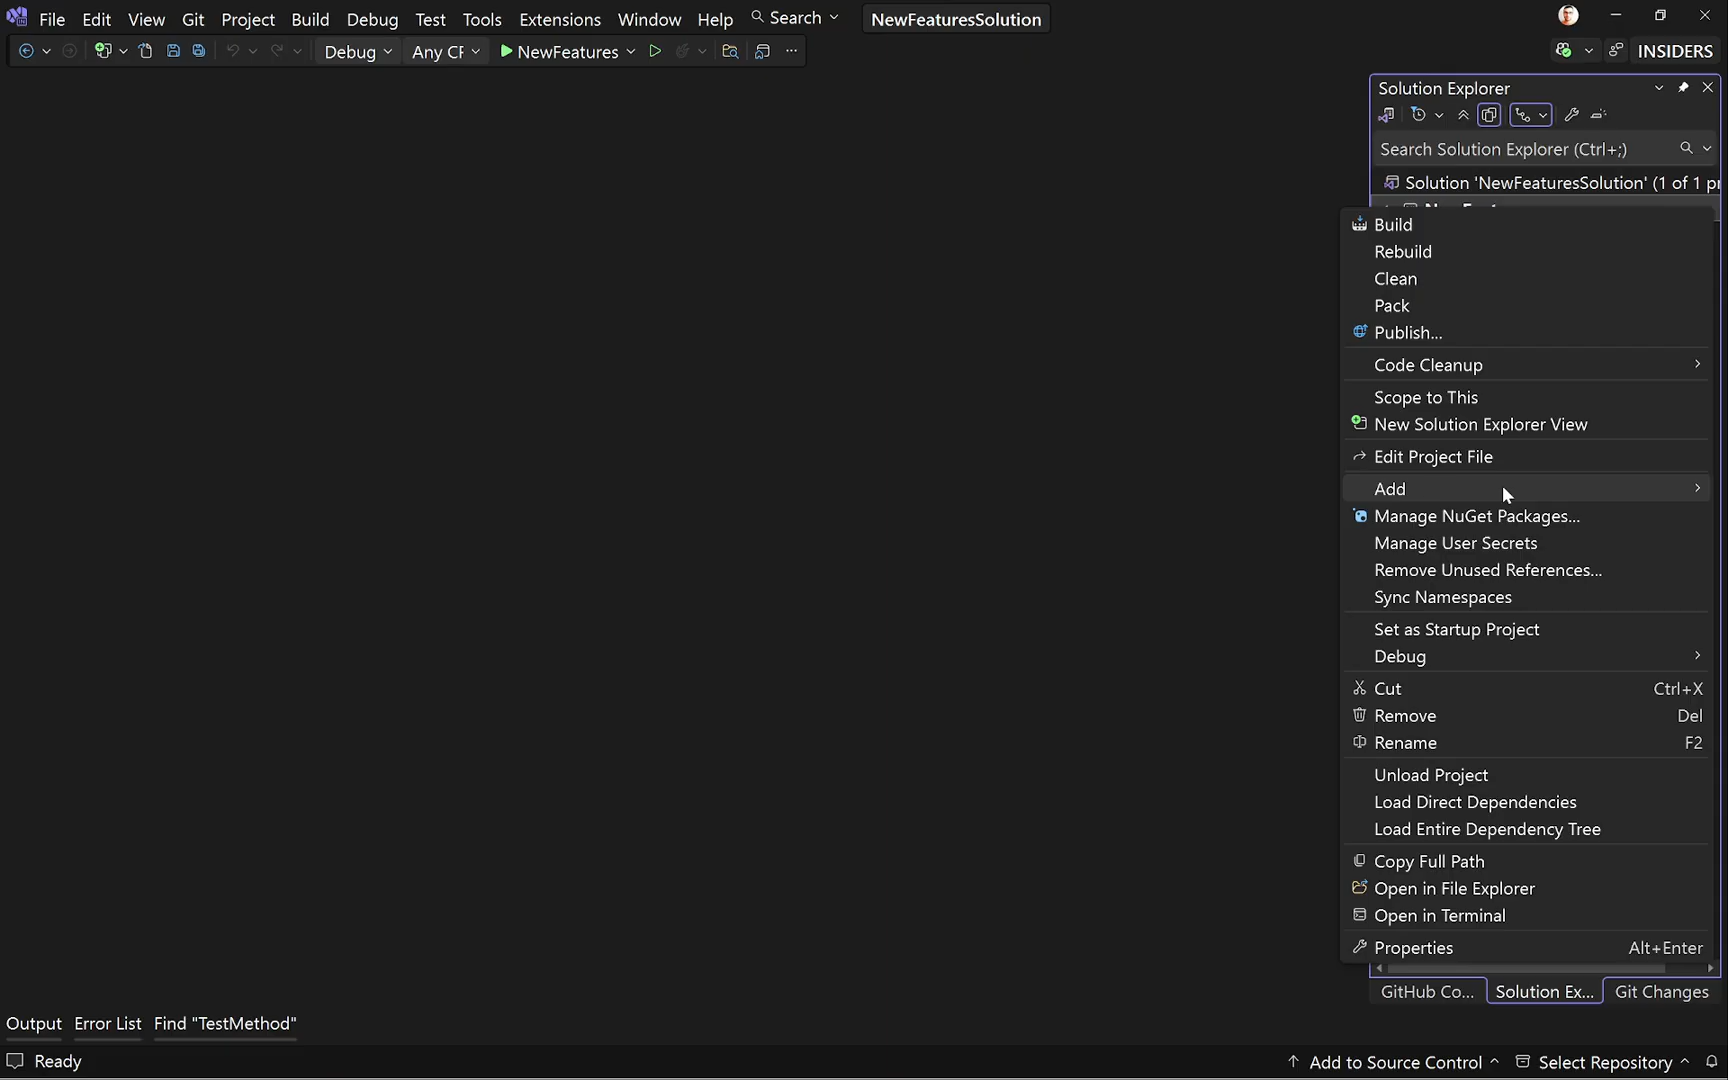 File Edit View Git Project Build Debug Test Tools Extensions Window Help Search NewFeaturesSolution
Debug Any CF NewFeatures INSIDERS
Solution Explorer
Search Solution Explorer (Ctrl+;)
Solution 'NewFeaturesSolution' (1 of 1 pr
Build
Rebuild
Clean
Pack
Publish...
Code Cleanup
Scope to This
New Solution Explorer View
Edit Project File
Add
Manage NuGet Packages...
Manage User Secrets
Remove Unused References...
Sync Namespaces
Set as Startup Project
Debug
Cut Ctrl+X
Remove Del
Rename F2
Unload Project
Load Direct Dependencies
Load Entire Dependency Tree
Copy Full Path
Open in File Explorer
Open in Terminal
Properties Alt+Enter
GitHub Co... Solution Ex... Git Changes
Output Error List Find "TestMethod"
Ready Add to Source Control Select Repository